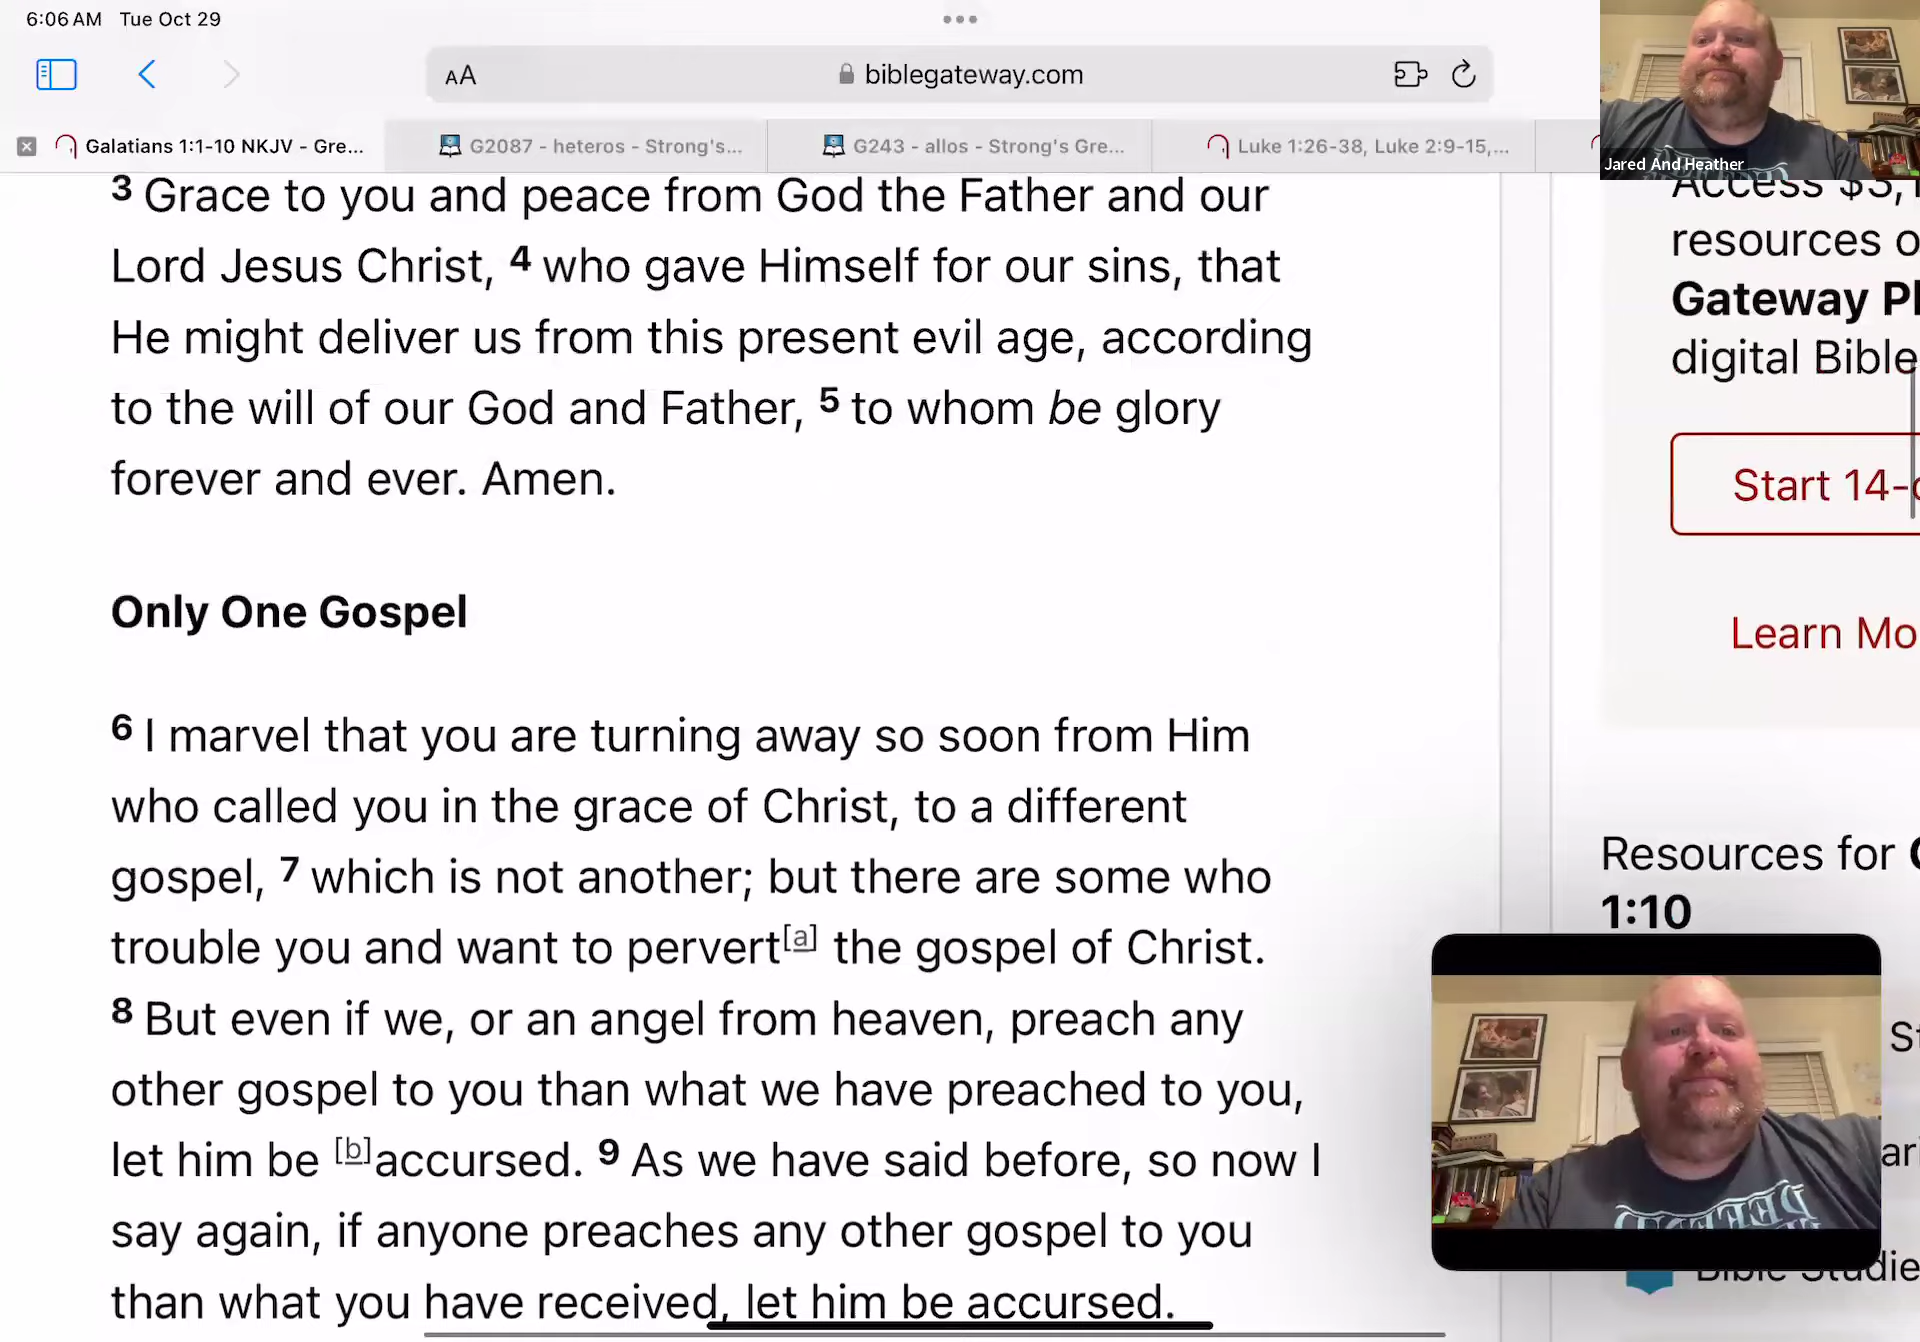 6:06 AM Tue Oct 29
AA
biblegateway.com
Galatians 1:1-10 NKJV - Gre...
G2087 - heteros - Strong's...
G243 - allos - Strong's Gre...
Luke 1:26-38, Luke 2:9-15,...
Jared And Heather
3 Grace to you and peace from God the Father and our
Lord Jesus Christ, 4 who gave Himself for our sins, that
He might deliver us from this present evil age, according
to the will of our God and Father, 5 to whom be glory
forever and ever. Amen.
Only One Gospel
6 I marvel that you are turning away so soon from Him
who called you in the grace of Christ, to a different
gospel, 7 which is not another; but there are some who
trouble you and want to pervert[a] the gospel of Christ.
8 But even if we, or an angel from heaven, preach any
other gospel to you than what we have preached to you,
let him be [b]accursed. 9 As we have said before, so now I
say again, if anyone preaches any other gospel to you
than what you have received, let him be accursed.
Access $3,
resources
Gateway
digital Bible
Start 14-
Learn
Resources for
1:10
Bible